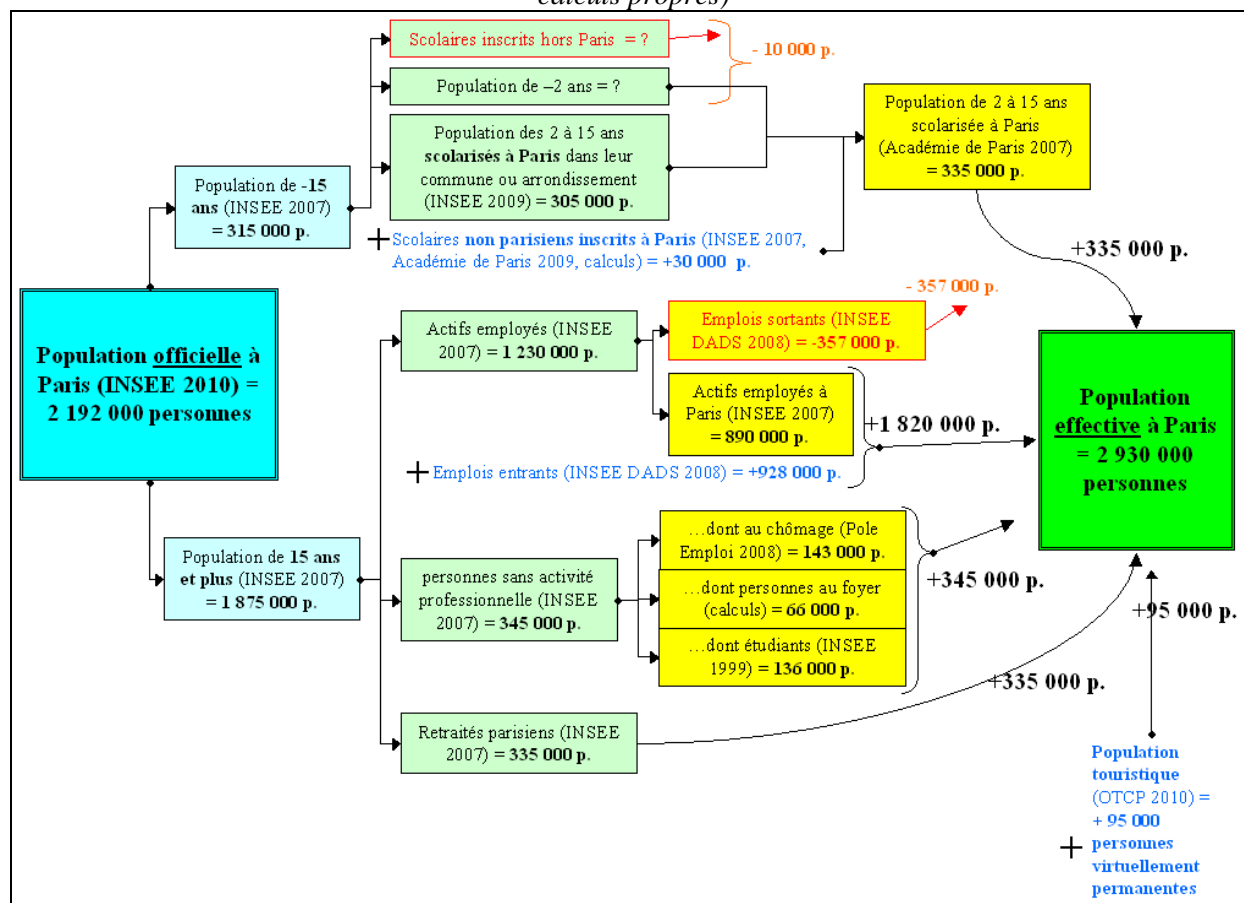 calculs propres)
Scolaires inscrits hors Paris = ?
- 10 000 p.
Population de –2 ans = ?
Population des 2 à 15 ans
scolarisés à Paris dans leur
commune ou arrondissement
(INSEE 2009) = 305 000 p.
Population de 2 à 15 ans
scolarisée à Paris
(Académie de Paris 2007)
= 335 000 p.
Population de -15
ans (INSEE 2007)
= 315 000 p.
+ Scolaires non parisiens inscrits à Paris (INSEE 2007,
Académie de Paris 2009, calculs) = +30 000 p.
+335 000 p.
Population officielle à
Paris (INSEE 2010) =
2 192 000 personnes
Actifs employés (INSEE
2007) = 1 230 000 p.
Emplois sortants (INSEE
DADS 2008) = -357 000 p.
- 357 000 p.
Actifs employés à
Paris (INSEE 2007)
= 890 000 p.
+ Emplois entrants (INSEE DADS 2008) = +928 000 p.
+1 820 000 p.
Population
effective à Paris
= 2 930 000
personnes
Population de 15 ans
et plus (INSEE 2007)
= 1 875 000 p.
personnes sans activité
professionnelle (INSEE
2007) = 345 000 p.
...dont au chômage (Pole
Emploi 2008) = 143 000 p.
...dont personnes au foyer
(calculs) = 66 000 p.
...dont étudiants (INSEE
1999) = 136 000 p.
+345 000 p.
Retraités parisiens (INSEE
2007) = 335 000 p.
+335 000 p.
+95 000 p.
Population
touristique
(OTCP 2010) =
+ 95 000
+ personnes
virtuellement
permanentes